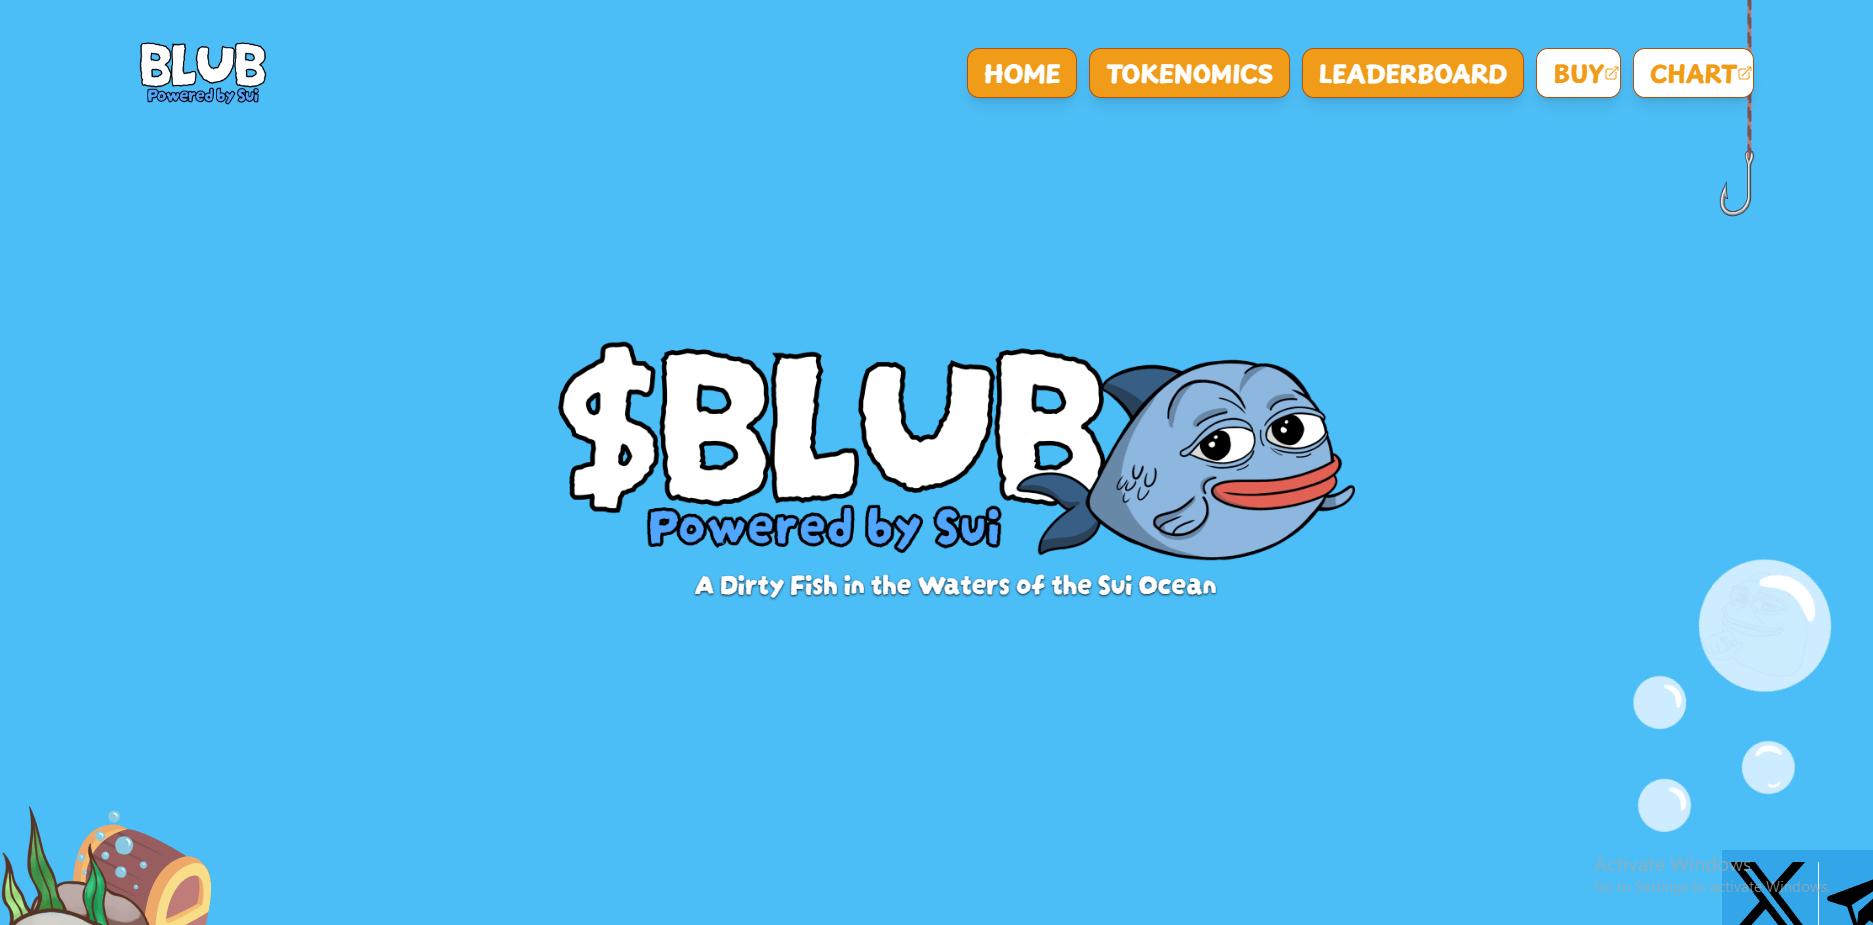 BLUB
Powered by Sui
HOME
TOKENOMICS
LEADERBOARD
BUY
CHART
$BLUB
Powered by Sui
A Dirty Fish in the Waters of the Sui Ocean
Activate Windows
Go to Settings to activate Windows.